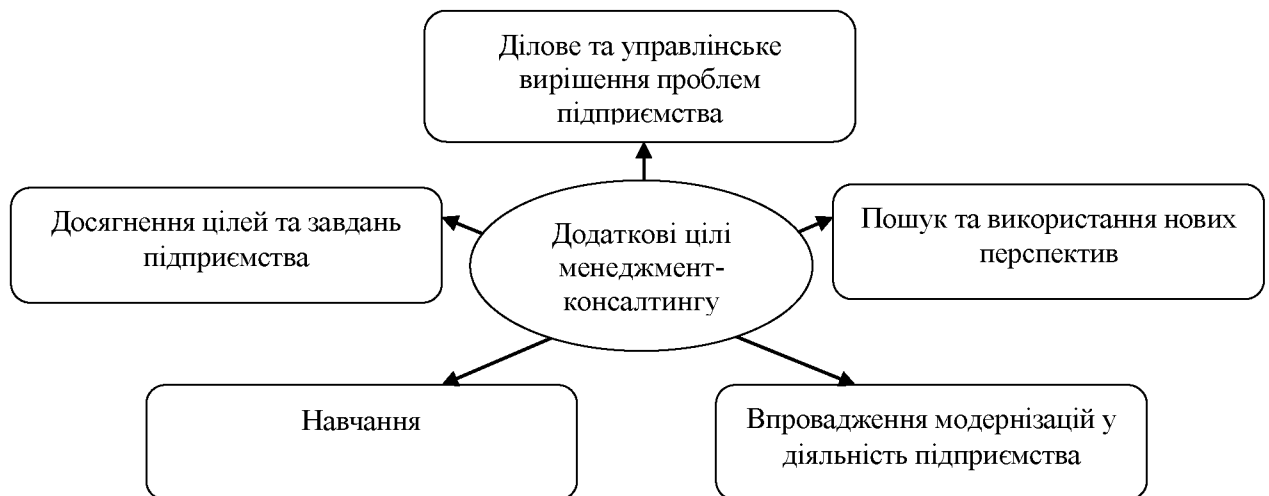 Ділове та управлінське
вирішення проблем
підприємства
Досягнення цілей та завдань
підприємства
Додаткові цілі
менеджмент-
консалтингу
Пошук та використання нових
перспектив
Навчання
Впровадження модернізацій у
діяльність підприємства